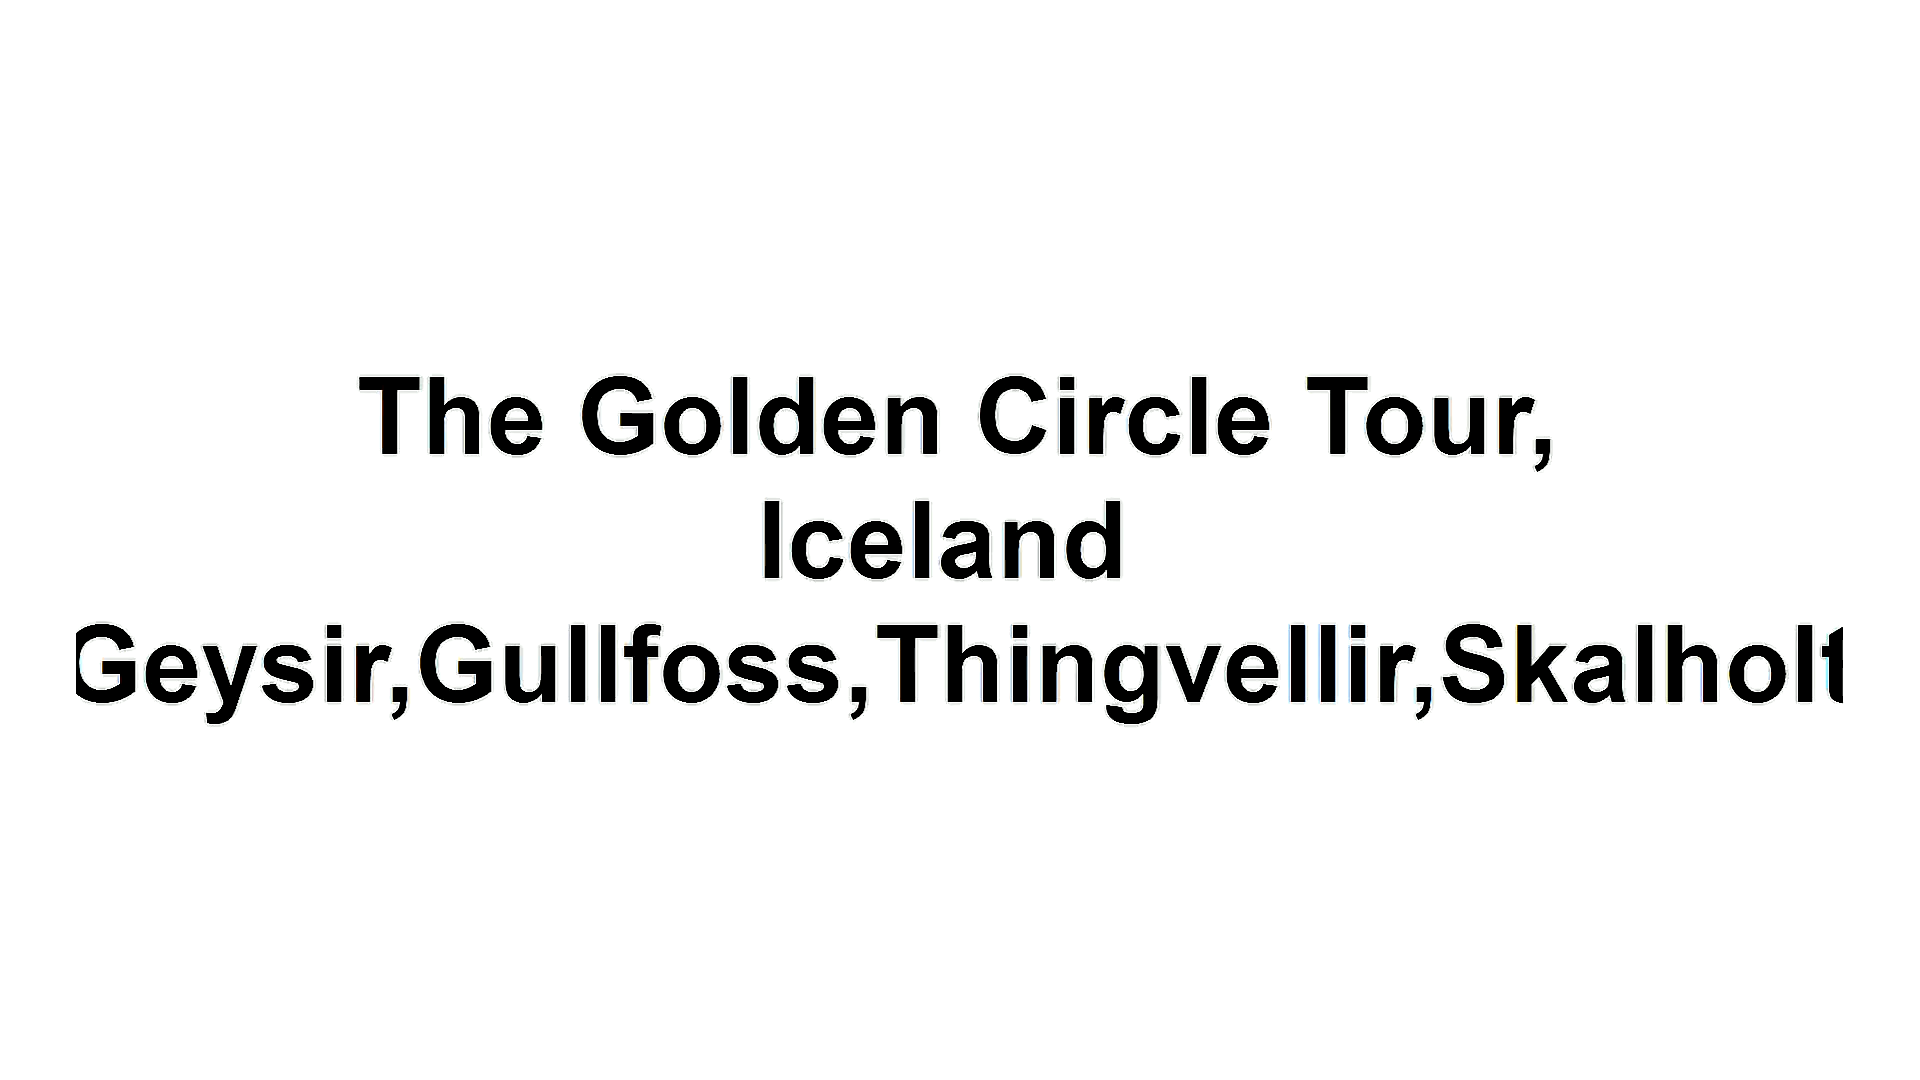 The Golden Circle Tour,
Iceland
Geysir,Gullfoss,Thingvellir,Skalholt